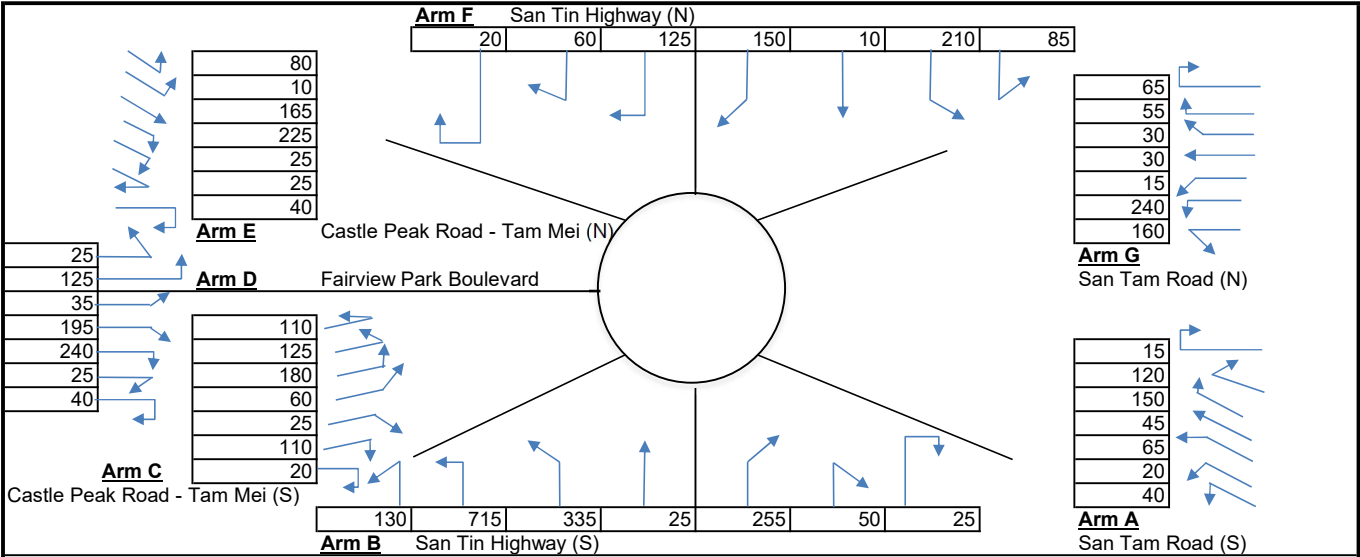 Arm F San Tin Highway (N)
20 60 125 150 10 210 85
80
10
165
225
25
25
40
Arm E Castle Peak Road - Tam Mei (N)
65
55
30
30
15
240
160
Arm G
San Tam Road (N)
25
125
35
195
240
25
40
Arm D Fairview Park Boulevard
110
125
180
60
25
110
20
Arm C
Castle Peak Road - Tam Mei (S)
15
120
150
45
65
20
40
Arm A
San Tam Road (S)
130 715 335 25 255 50 25
Arm B San Tin Highway (S)